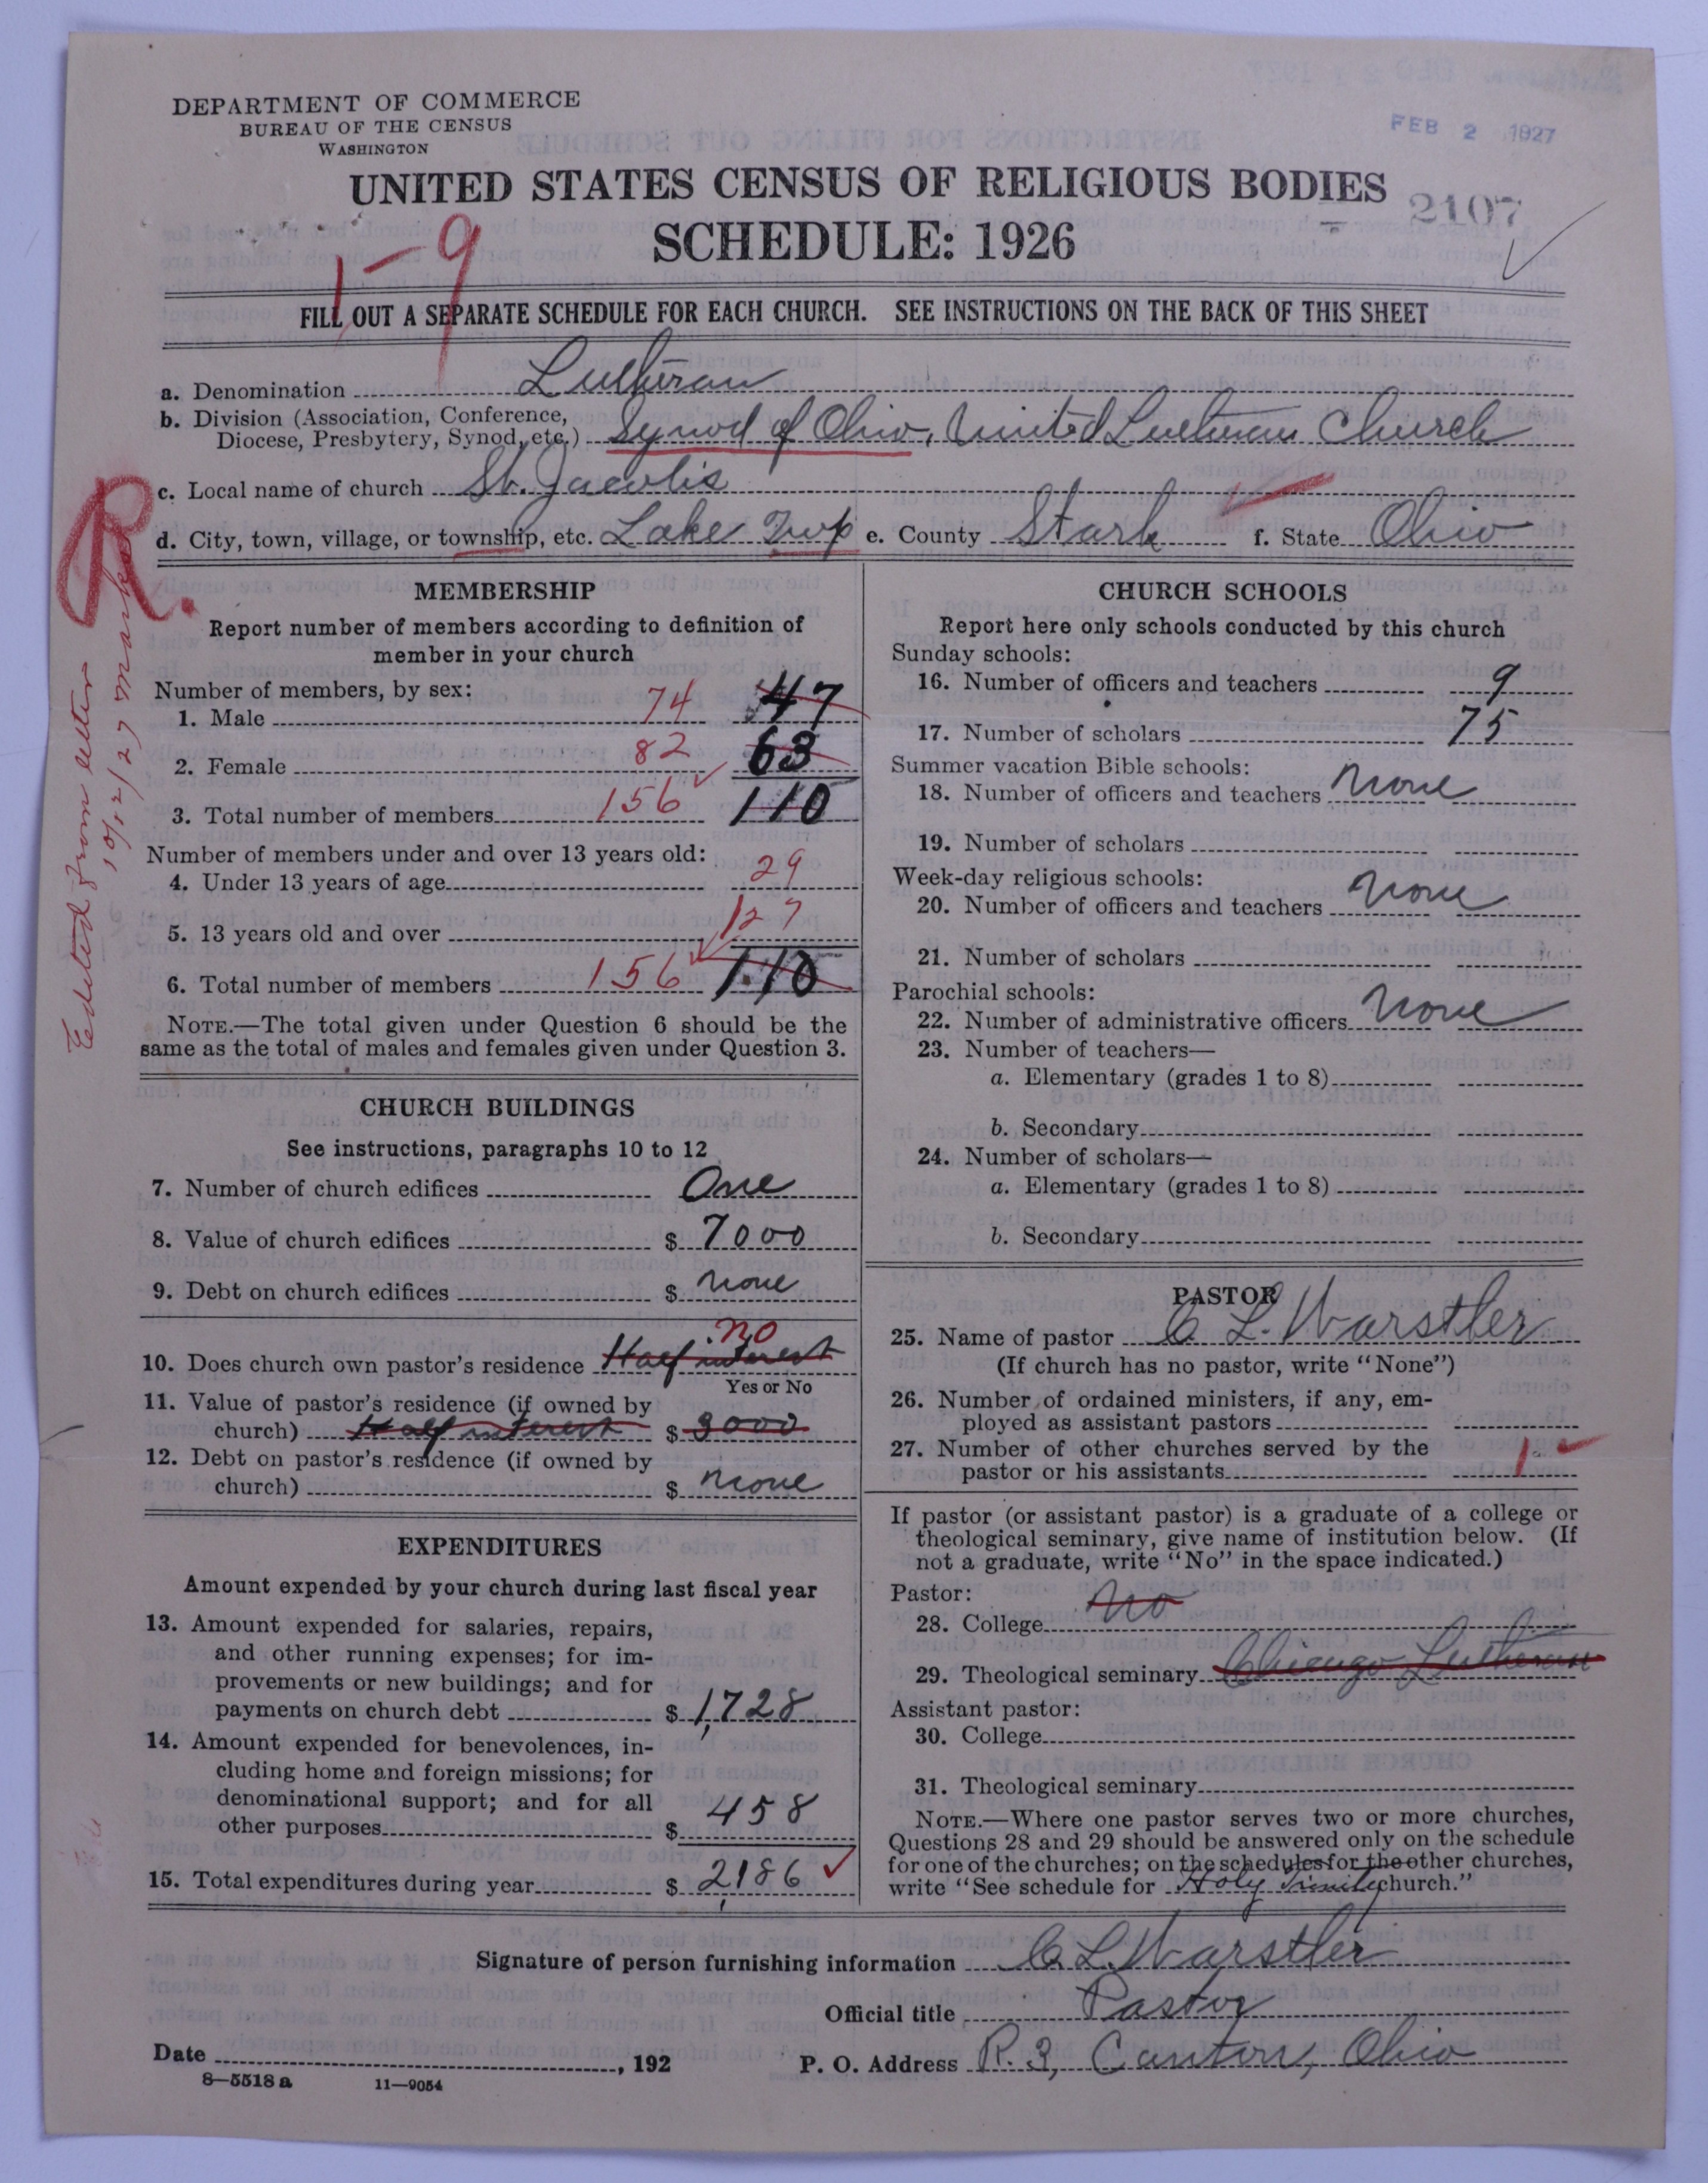 DEPARTMENT OF COMMERCE
BUREAU OF THE CENSUS
WASHINGTON
FEB 2 1927
UNITED STATES CENSUS OF RELIGIOUS BODIES
2107
SCHEDULE: 1926
1-9
FILL OUT A SEPARATE SCHEDULE FOR EACH CHURCH. SEE INSTRUCTIONS ON THE BACK OF THIS SHEET
a. Denomination Lutheran
b. Division (Association, Conference,
Diocese, Presbytery, Synod, etc.) Synod of Ohio, United Lutheran Church
c. Local name of church St. Jacobs
d. City, town, village, or township, etc. Lake Twp e. County Stark f. State Ohio
R.
Edited from letter
10/12/27
MEMBERSHIP
Report number of members according to definition of
member in your church
Number of members, by sex:
1. Male 74 47
2. Female 82 63
3. Total number of members 156 110
Number of members under and over 13 years old:
4. Under 13 years of age 29
5. 13 years old and over 127
6. Total number of members 156 110
NOTE.—The total given under Question 6 should be the
same as the total of males and females given under Question 3.
CHURCH BUILDINGS
See instructions, paragraphs 10 to 12
7. Number of church edifices One
8. Value of church edifices $ 7000
9. Debt on church edifices $ None
no
10. Does church own pastor's residence Half interest
Yes or No
11. Value of pastor's residence (if owned by
church) Half interest $ 3000
12. Debt on pastor's residence (if owned by
church) $ None
EXPENDITURES
Amount expended by your church during last fiscal year
13. Amount expended for salaries, repairs,
and other running expenses; for im-
provements or new buildings; and for
payments on church debt $ 1,728
14. Amount expended for benevolences, in-
cluding home and foreign missions; for
denominational support; and for all
other purposes $ 458
15. Total expenditures during year $ 2,186
CHURCH SCHOOLS
Report here only schools conducted by this church
Sunday schools:
16. Number of officers and teachers 9
17. Number of scholars 75
Summer vacation Bible schools:
18. Number of officers and teachers None
19. Number of scholars
Week-day religious schools:
20. Number of officers and teachers None
21. Number of scholars
Parochial schools:
22. Number of administrative officers None
23. Number of teachers—
a. Elementary (grades 1 to 8)
b. Secondary
24. Number of scholars—
a. Elementary (grades 1 to 8)
b. Secondary
PASTOR
25. Name of pastor C. L. Warstler
(If church has no pastor, write "None")
26. Number of ordained ministers, if any, em-
ployed as assistant pastors
27. Number of other churches served by the
pastor or his assistants 1
If pastor (or assistant pastor) is a graduate of a college or
theological seminary, give name of institution below. (If
not a graduate, write "No" in the space indicated.)
Pastor:
28. College No
29. Theological seminary Chicago Lutheran
Assistant pastor:
30. College
31. Theological seminary
NOTE.—Where one pastor serves two or more churches,
Questions 28 and 29 should be answered only on the schedule
for one of the churches; on the schedules for the other churches,
write "See schedule for Holy Trinity church."
Signature of person furnishing information C. L. Warstler
Official title Pastor
Date , 192 P. O. Address R. 3, Canton, Ohio
8—5518 a 11—9054